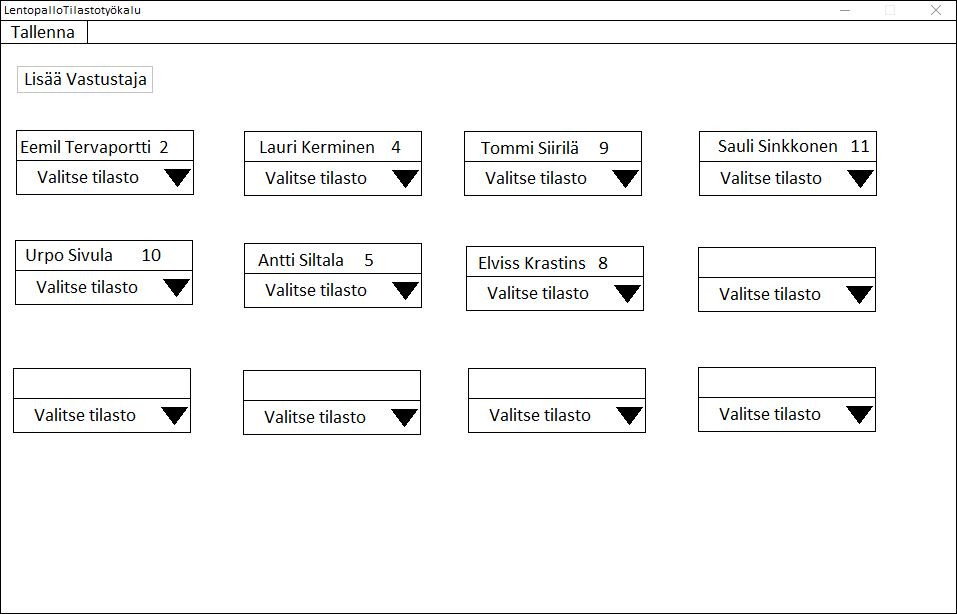 LentopalloTilastotyökalu
Tallenna
Lisää Vastustaja
Eemil Tervaportti 2
Valitse tilasto
Lauri Kerminen 4
Valitse tilasto
Tommi Siirilä 9
Valitse tilasto
Sauli Sinkkonen 11
Valitse tilasto
Urpo Sivula 10
Valitse tilasto
Antti Siltala 5
Valitse tilasto
Elviss Krastins 8
Valitse tilasto
Valitse tilasto
Valitse tilasto
Valitse tilasto
Valitse tilasto
Valitse tilasto